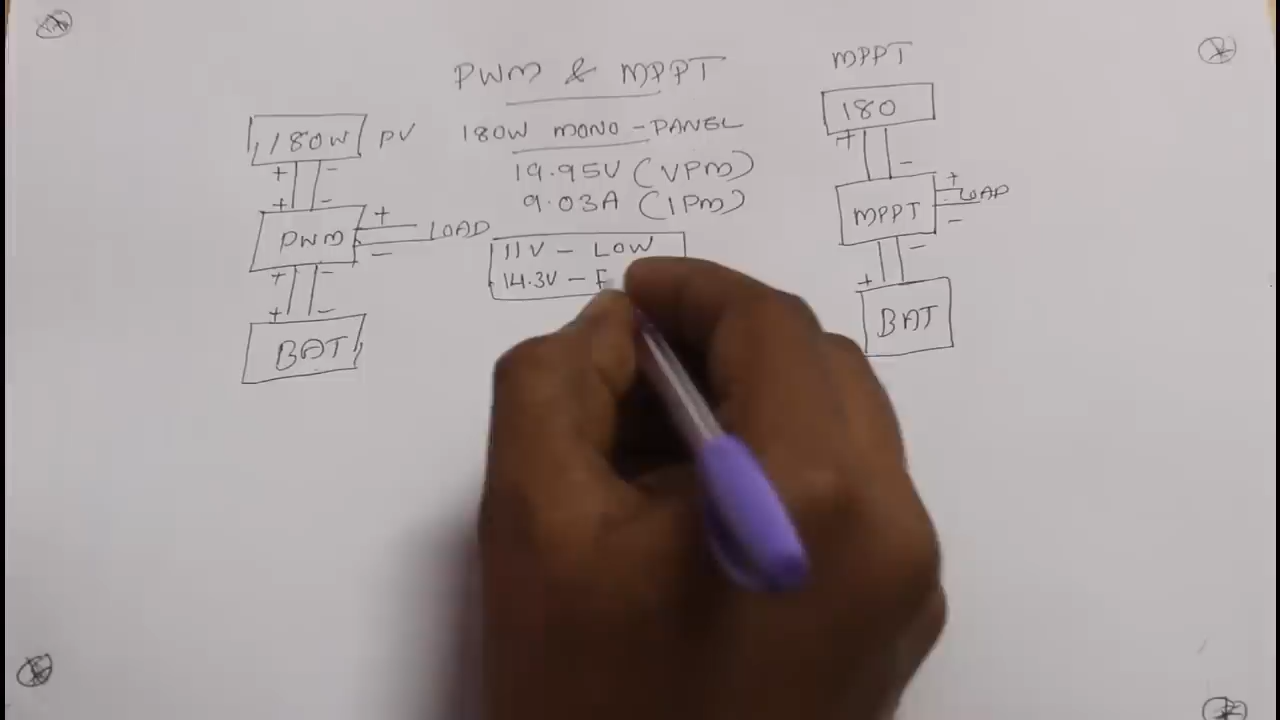 PWM & MPPT
180W MONO-PANEL
19.95V (VPM)
9.03A (IPM)
11V - LOW
14.3V - F
180W PV
+ -
+ -
PWM
+
LOAD
-
+ -
+ -
BAT
MPPT
180
+
-
MPPT
+
LOAD
-
-
+
BAT